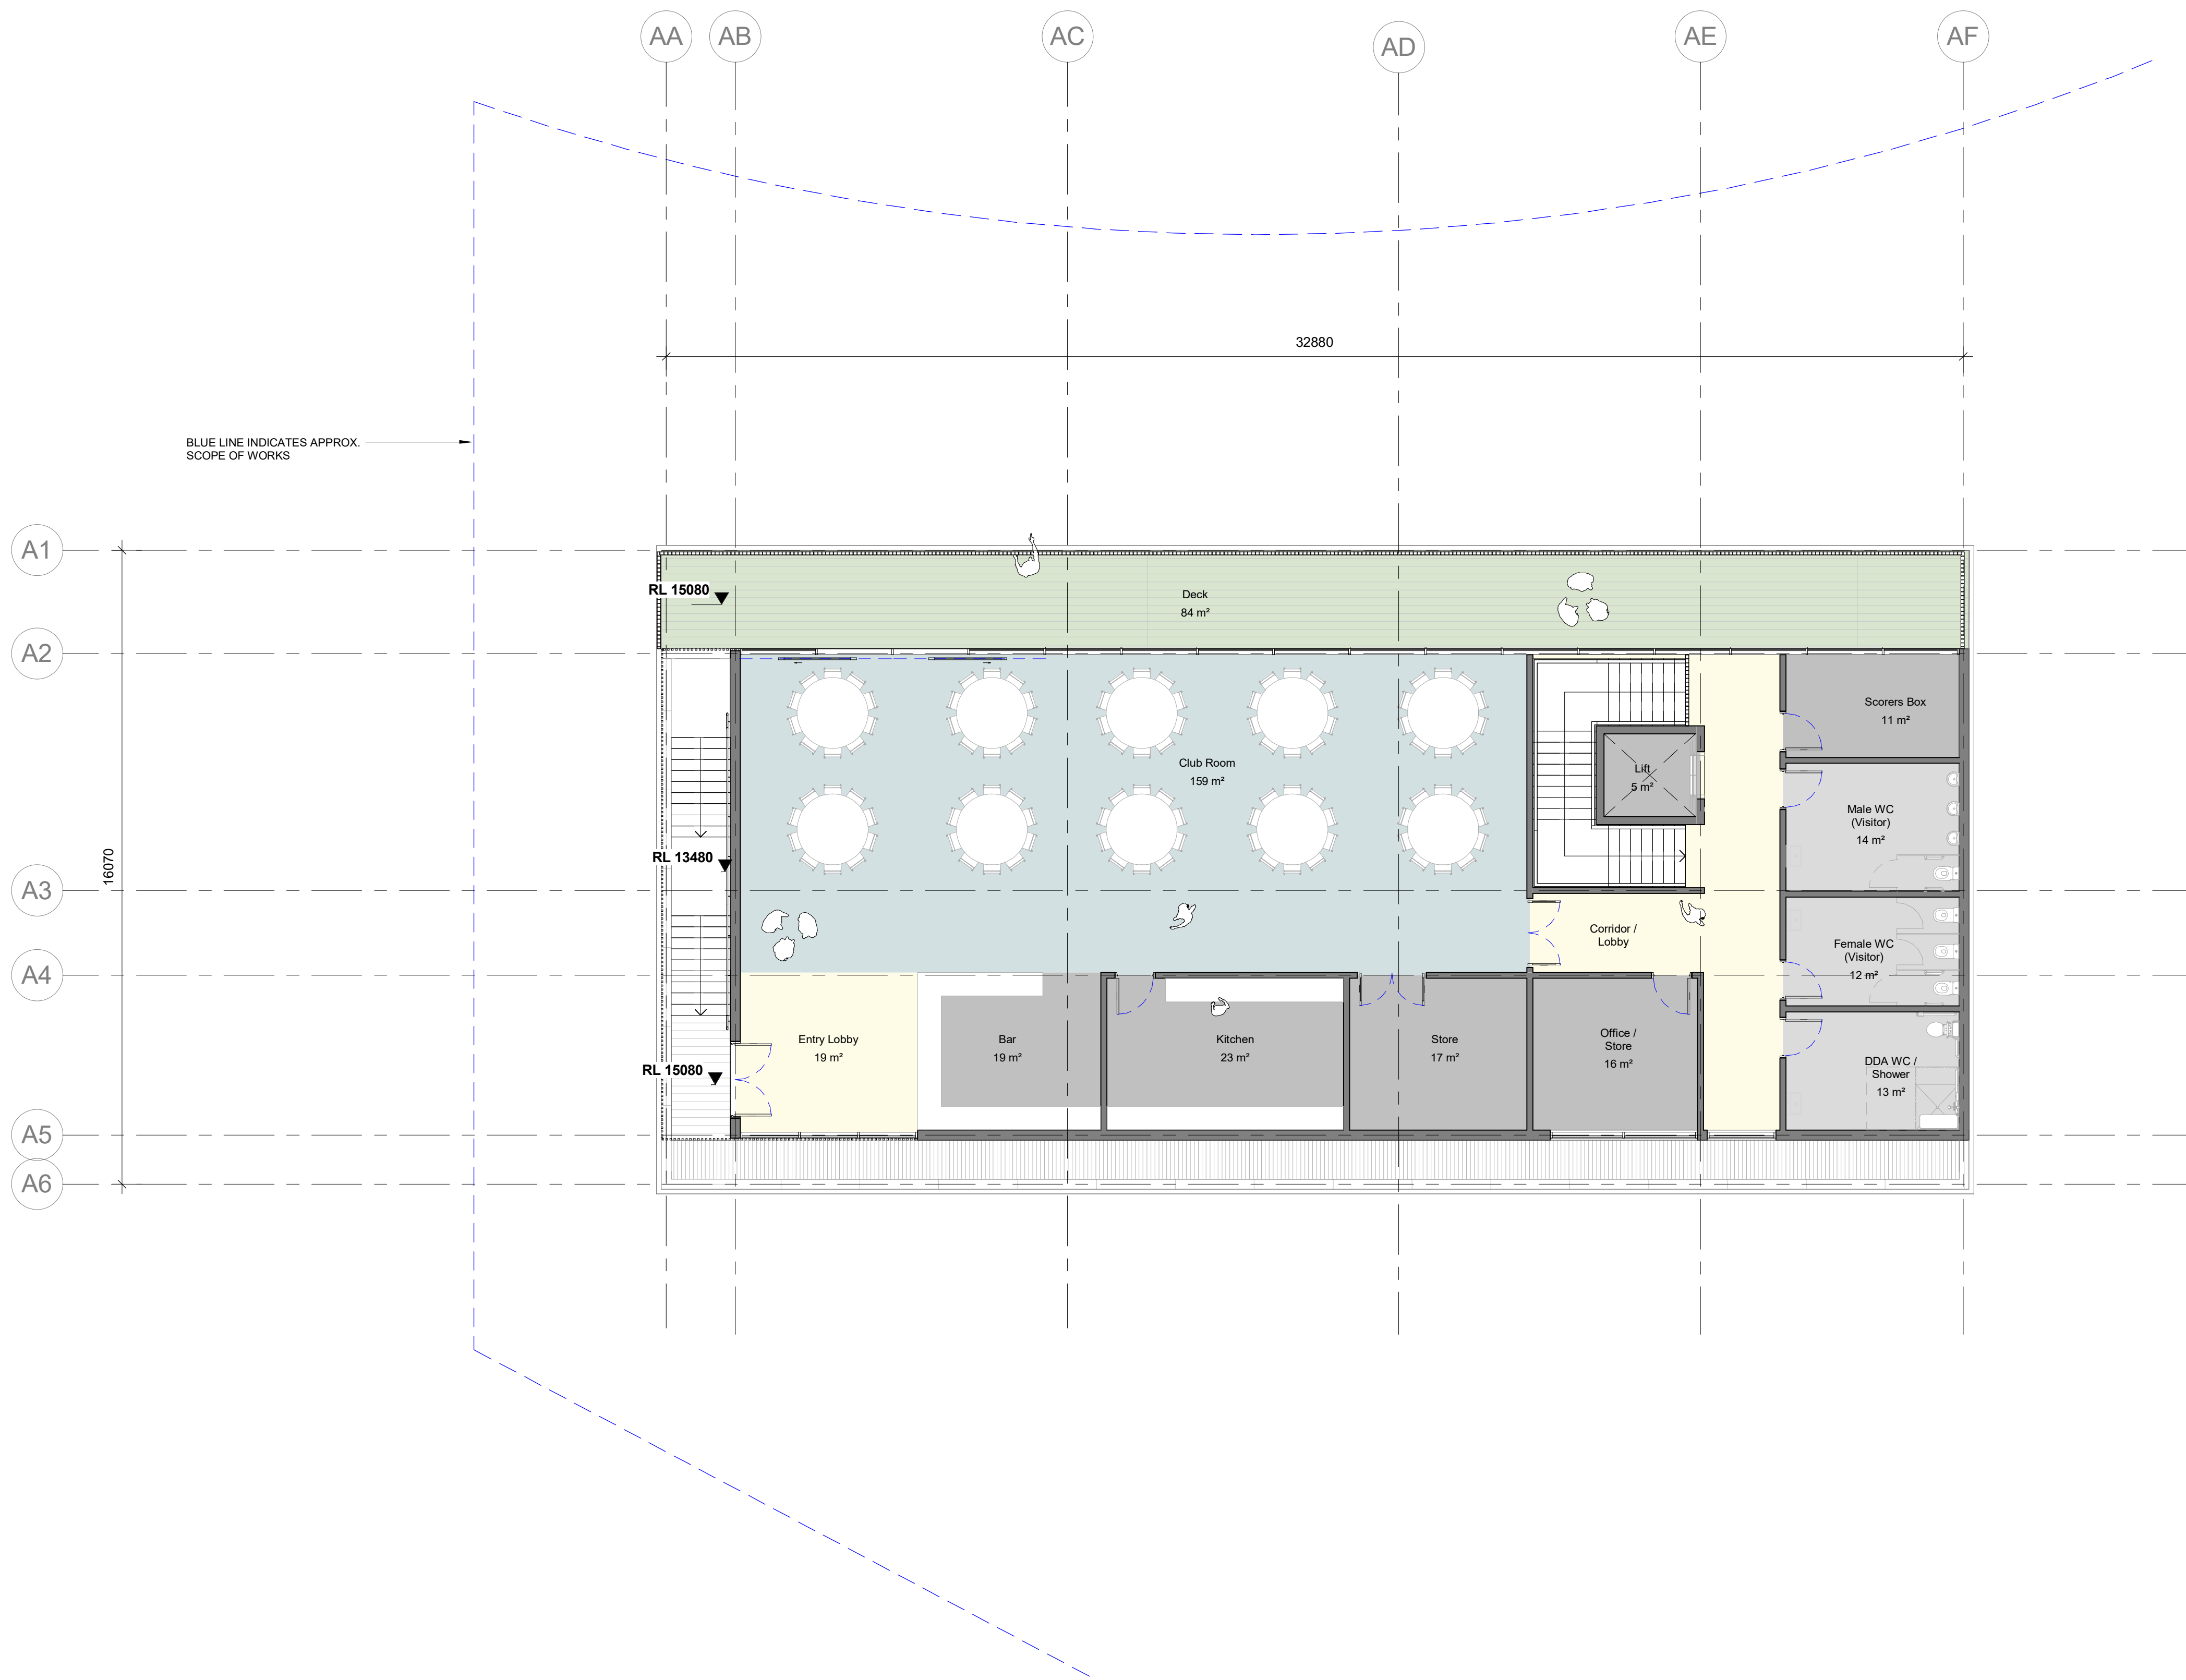 AA
AB
AC
AD
AE
AF
32880
BLUE LINE INDICATES APPROX.
SCOPE OF WORKS
A1
RL 15080
Deck
84 m²
A2
Scorers Box
11 m²
Club Room
159 m²
Lift
5 m²
Male WC
(Visitor)
14 m²
16070
RL 13480
A3
Corridor /
Lobby
Female WC
(Visitor)
12 m²
A4
Entry Lobby
19 m²
Bar
19 m²
Kitchen
23 m²
Store
17 m²
Office /
Store
16 m²
DDA WC /
Shower
13 m²
RL 15080
A5
A6